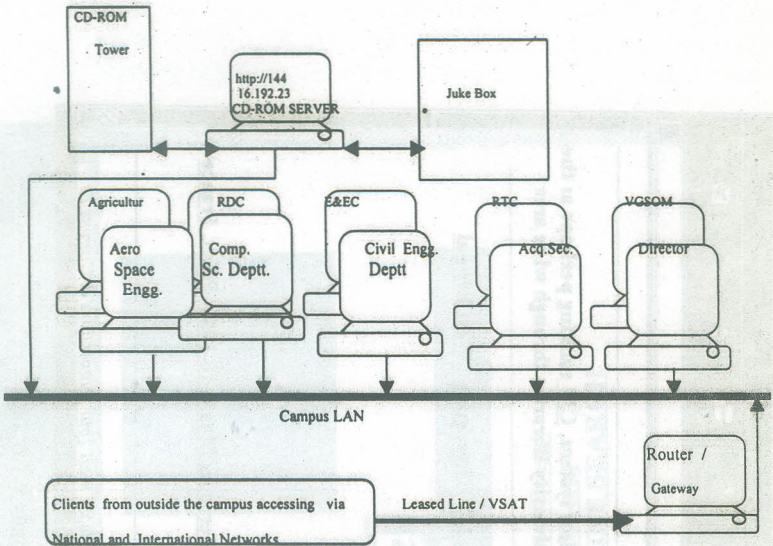 CD-ROM
Tower
http://144
16.192.23
CD-ROM SERVER
Juke Box
Agricultur
RDC
E&EC
RTC
VGSOM
Aero
Space
Engg.
Comp.
Sc. Deptt.
Civil Engg.
Deptt
Acq.Sec.
Director
Campus LAN
Router /
Gateway
Clients from outside the campus accessing via
National and International Networks
Leased Line / VSAT